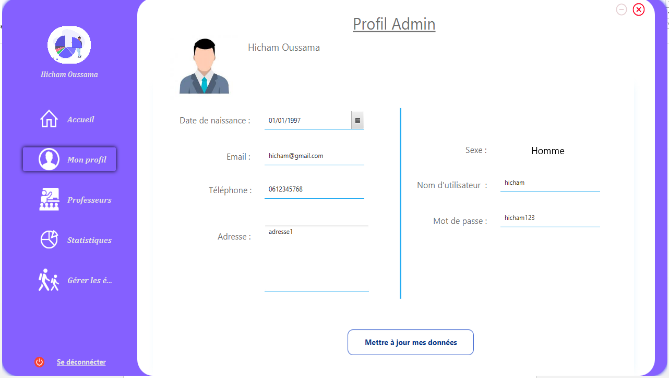 Profil Admin
Hicham Oussama
Hicham Oussama
Accueil
Mon profil
Professeurs
Statistiques
Gérer les é...
Se déconnécter
Date de naissance :
01/01/1997
Email :
hicham@gmail.com
Téléphone :
0612345768
Adresse :
adresse1
Sexe :
Homme
Nom d'utilisateur :
hicham
Mot de passe :
hicham123
Mettre à jour mes données